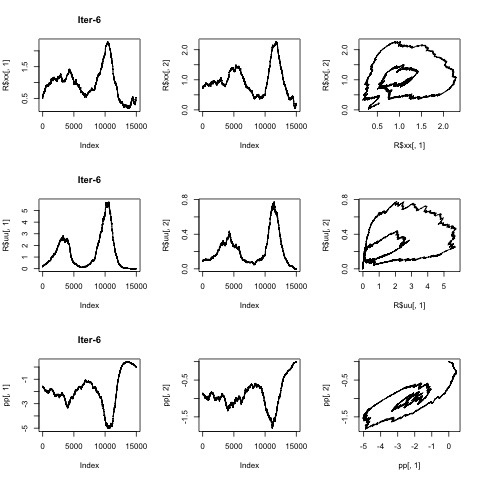 Iter-6
R$xx[, 1]
0.5 1.5
0 5000 10000 15000
Index
R$xx[, 2]
0.0 1.0 2.0
0 5000 10000 15000
Index
R$xx[, 2]
0.0 1.0 2.0
0.5 1.0 1.5 2.0
R$xx[, 1]
Iter-6
R$uu[, 1]
0 1 2 3 4 5
0 5000 10000 15000
Index
R$uu[, 2]
0.0 0.4 0.8
0 5000 10000 15000
Index
R$uu[, 2]
0.0 0.4 0.8
0 1 2 3 4 5
R$uu[, 1]
Iter-6
pp[, 1]
-5 -3 -1
0 5000 10000 15000
Index
pp[, 2]
-1.5 -0.5
0 5000 10000 15000
Index
pp[, 2]
-1.5 -0.5
-5 -4 -3 -2 -1 0
pp[, 1]